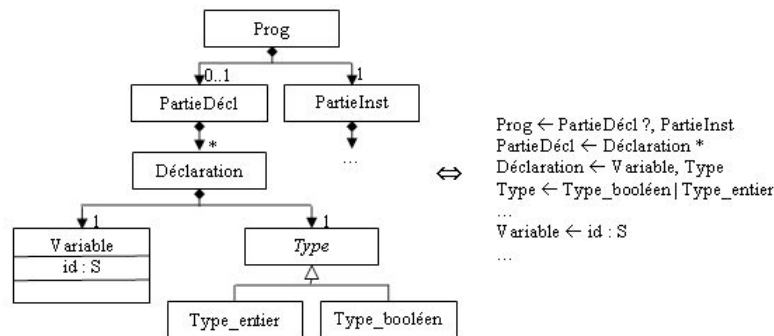 Prog
0..1
1
PartieDécl
PartieInst
*
...
Déclaration
1
1
Variable
id : S
Type
Type_entier
Type_booléen
⇔
Prog ← PartieDécl ?, PartieInst
PartieDécl ← Déclaration *
Déclaration ← Variable, Type
Type ← Type_booléen | Type_entier
...
Variable ← id : S
...